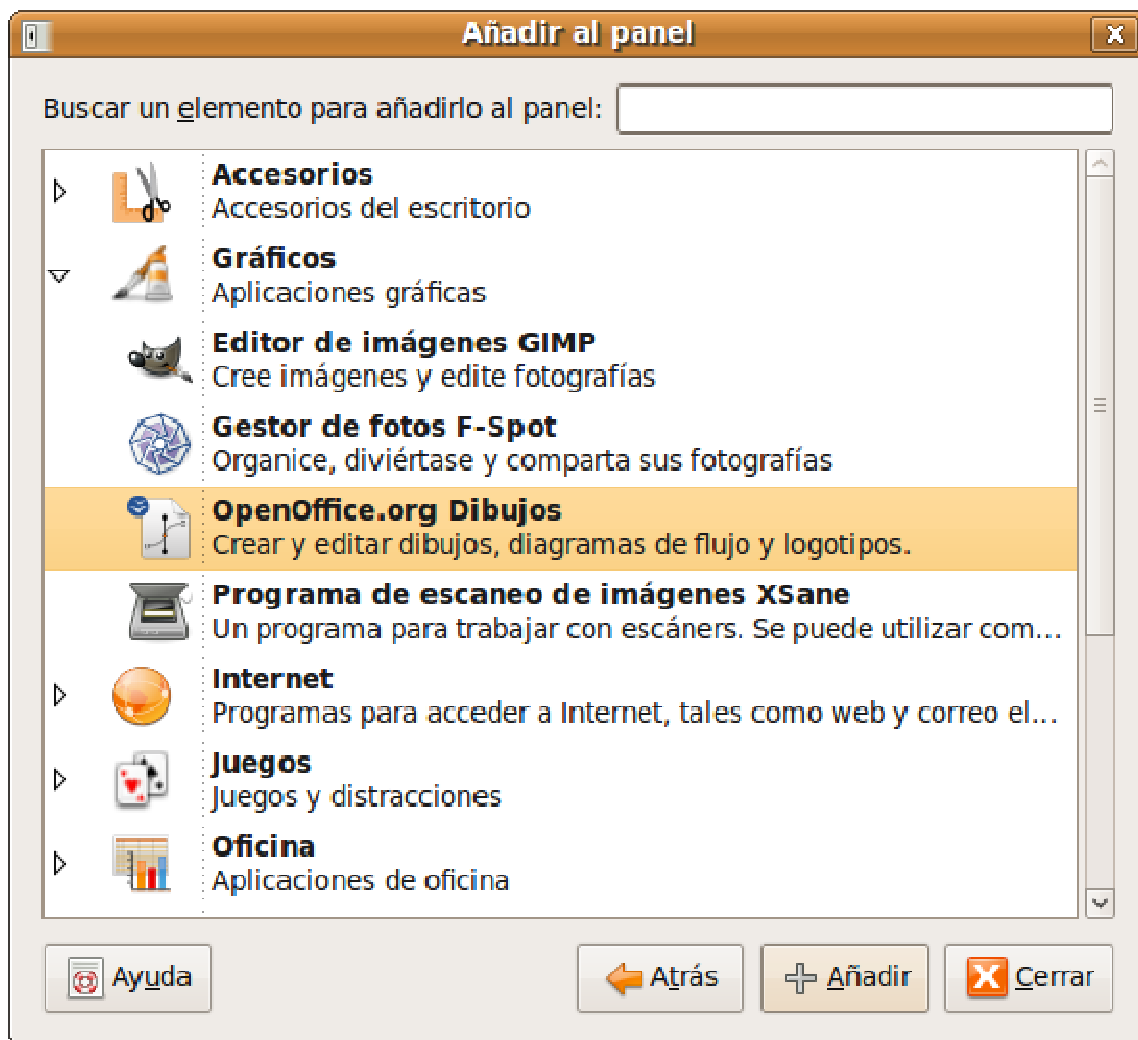 Añadir al panel
Buscar un elemento para añadirlo al panel:
Accesorios
Accesorios del escritorio
Gráficos
Aplicaciones gráficas
Editor de imágenes GIMP
Cree imágenes y edite fotografías
Gestor de fotos F-Spot
Organice, diviértase y comparta sus fotografías
OpenOffice.org Dibujos
Crear y editar dibujos, diagramas de flujo y logotipos.
Programa de escaneo de imágenes XSane
Un programa para trabajar con escáners. Se puede utilizar com...
Internet
Programas para acceder a Internet, tales como web y correo el...
Juegos
Juegos y distracciones
Oficina
Aplicaciones de oficina
Ayuda Atrás Añadir Cerrar